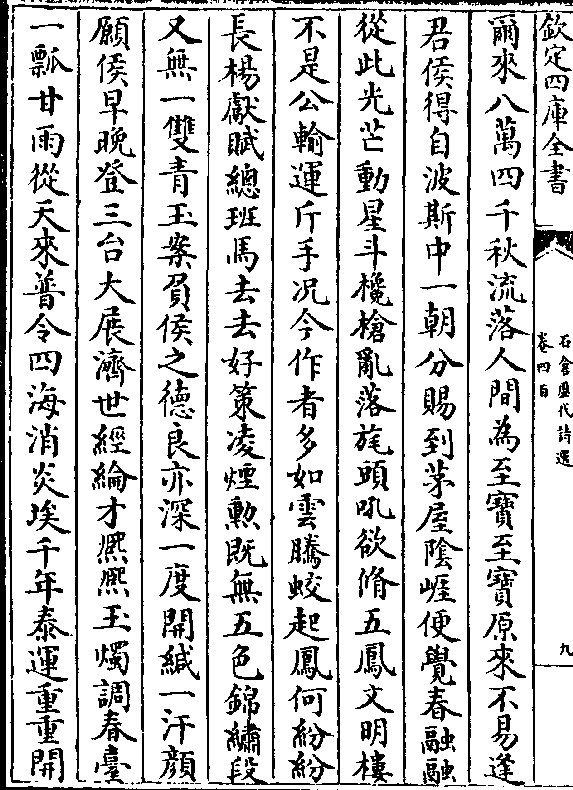 欽定四庫全書
石倉歷代詩選
卷四百
九
爾來八萬四千秋流落人間為至寶至寶原來不易逢
君侯得自波斯中一朝分賜到茅屋陰崖便覺春融融
從此光芒動星斗欃槍亂落旄頭吼欲脩五鳳文明樓
不是公輸運斤手况今作者多如雲騰蛟起鳳何紛紛
長楊獻賦總班馬去去好策凌煙勲既無五色錦繡段
又無一雙青玉案負侯之德良亦深一度開緘一汗顔
願侯早晚登三台大展濟世經綸才熈熈玉燭調春臺
一瓢甘雨從天來普令四海消炎埃千年泰運重重開